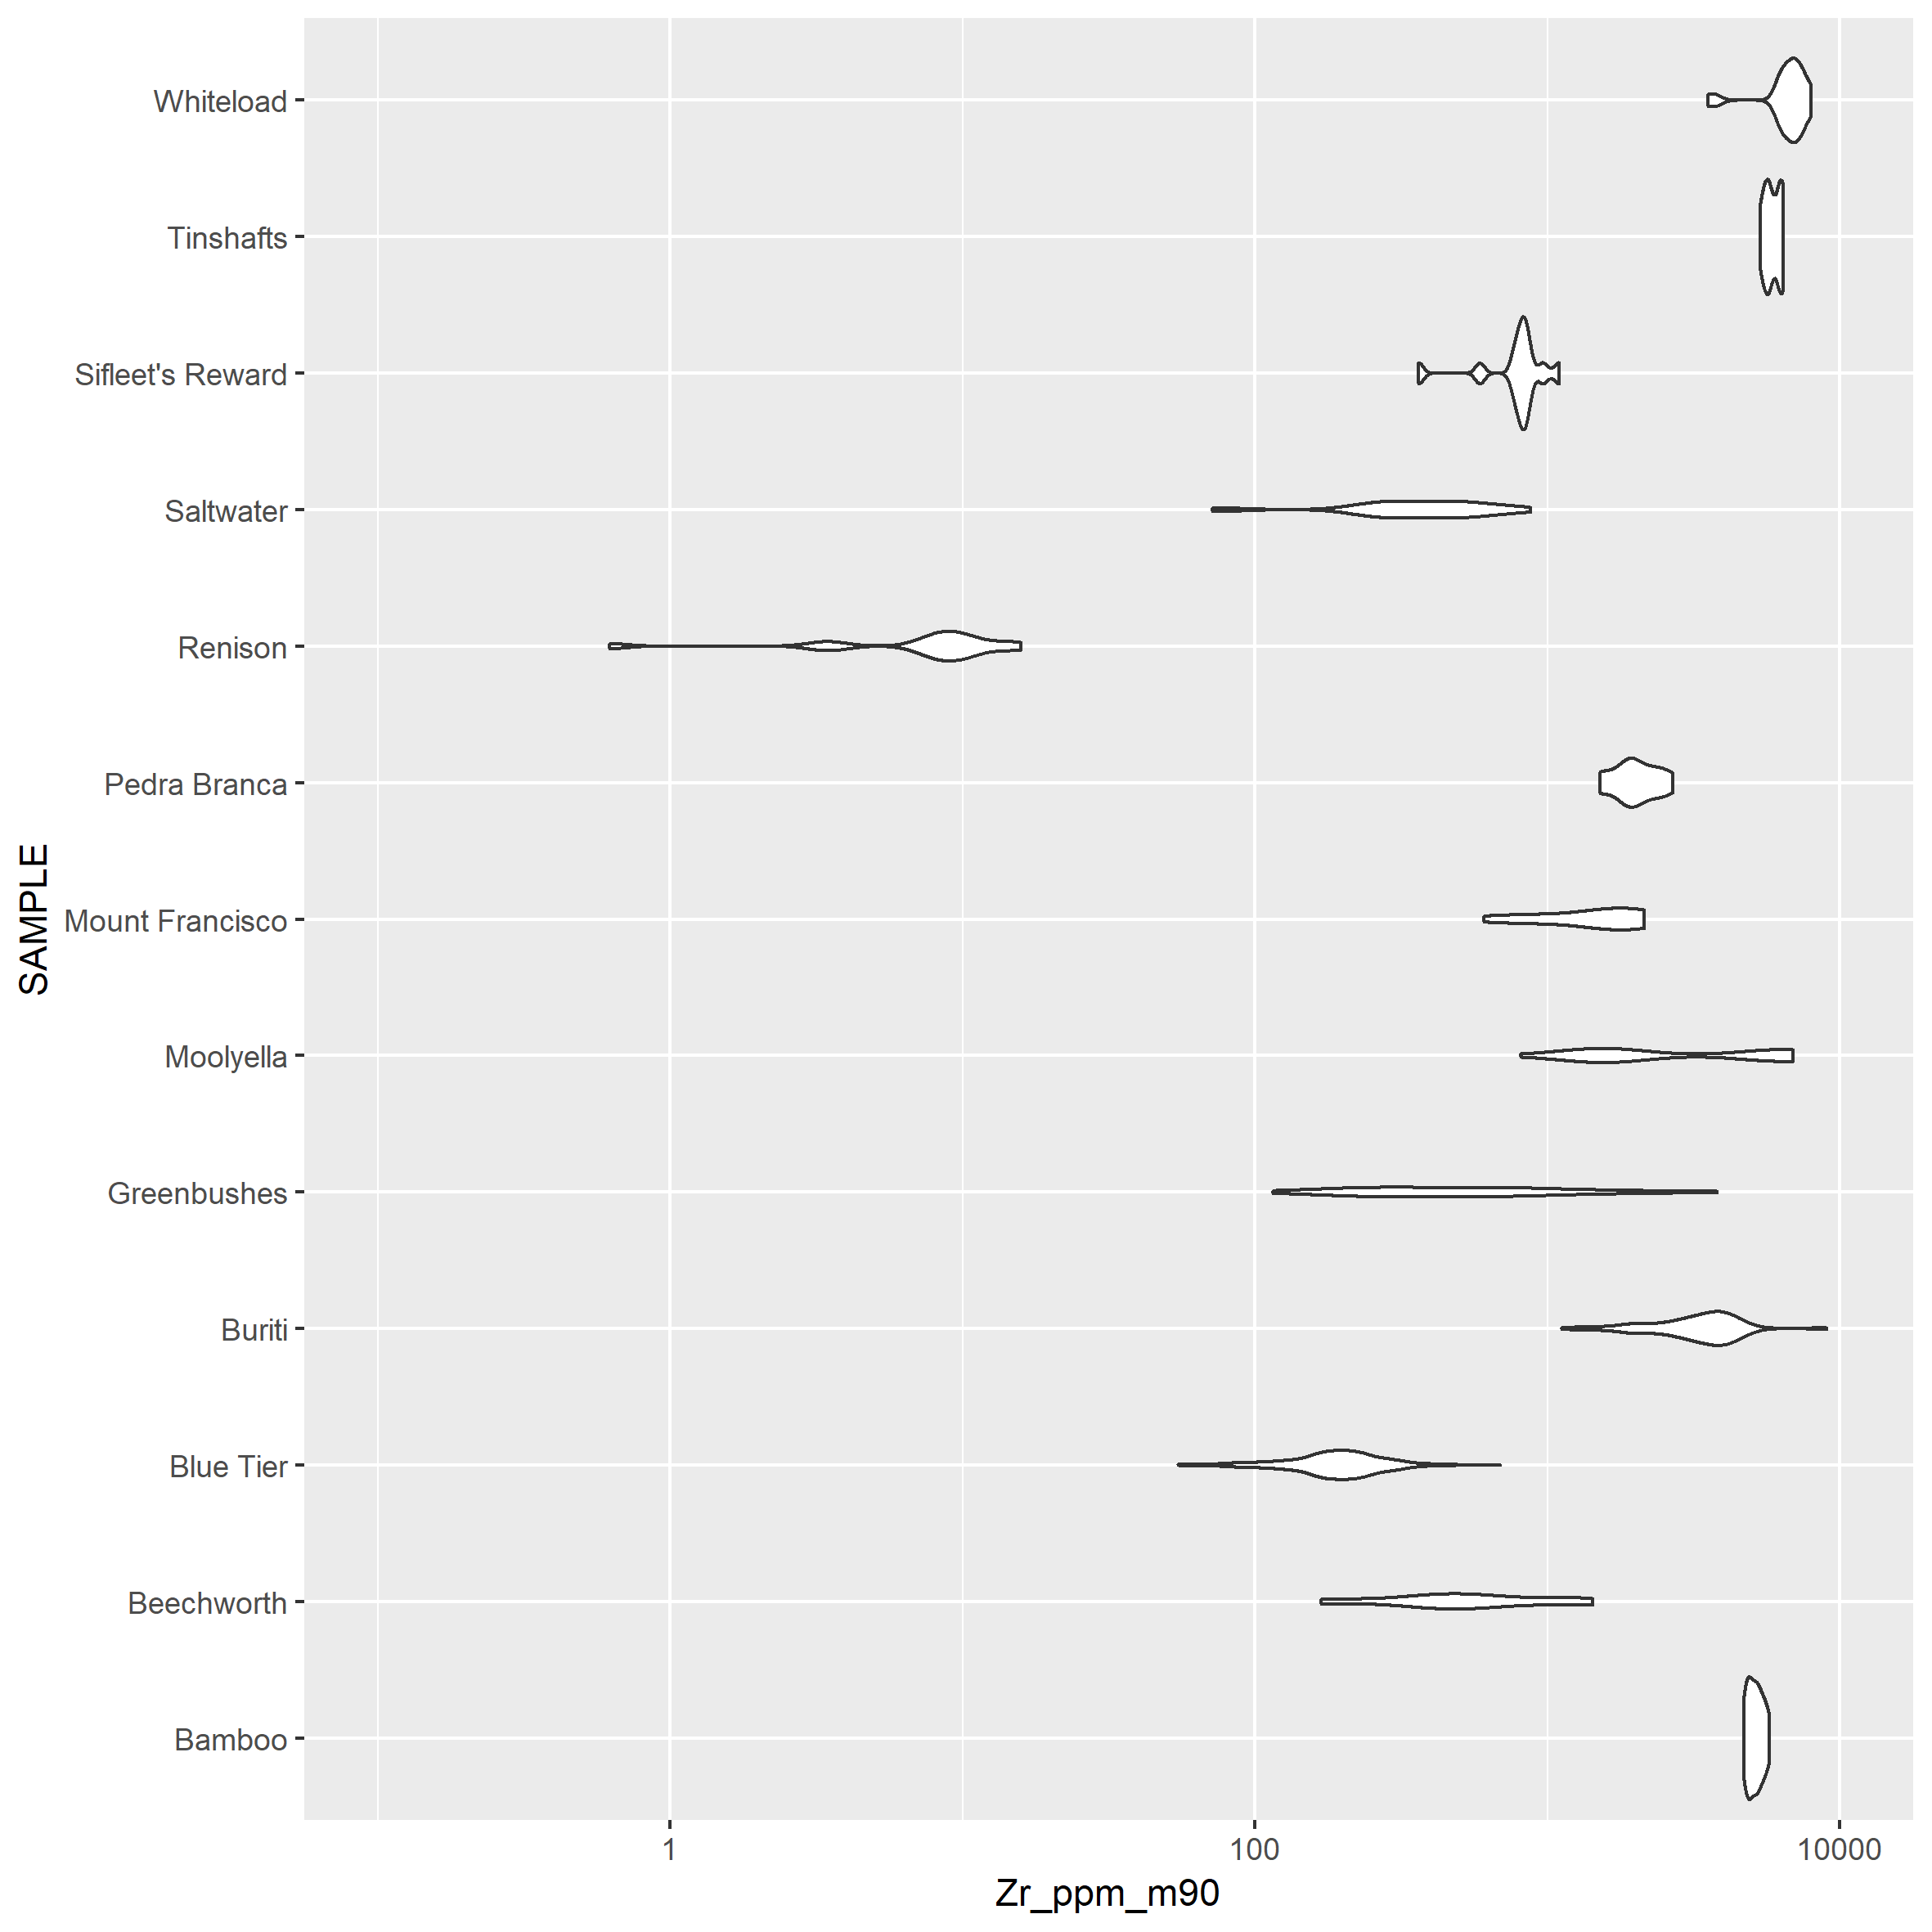 Whiteload
Tinshafts
Sifleet's Reward
Saltwater
Renison
Pedra Branca
Mount Francisco
Moolyella
Greenbushes
Buriti
Blue Tier
Beechworth
Bamboo
SAMPLE
1 100 10000
Zr_ppm_m90